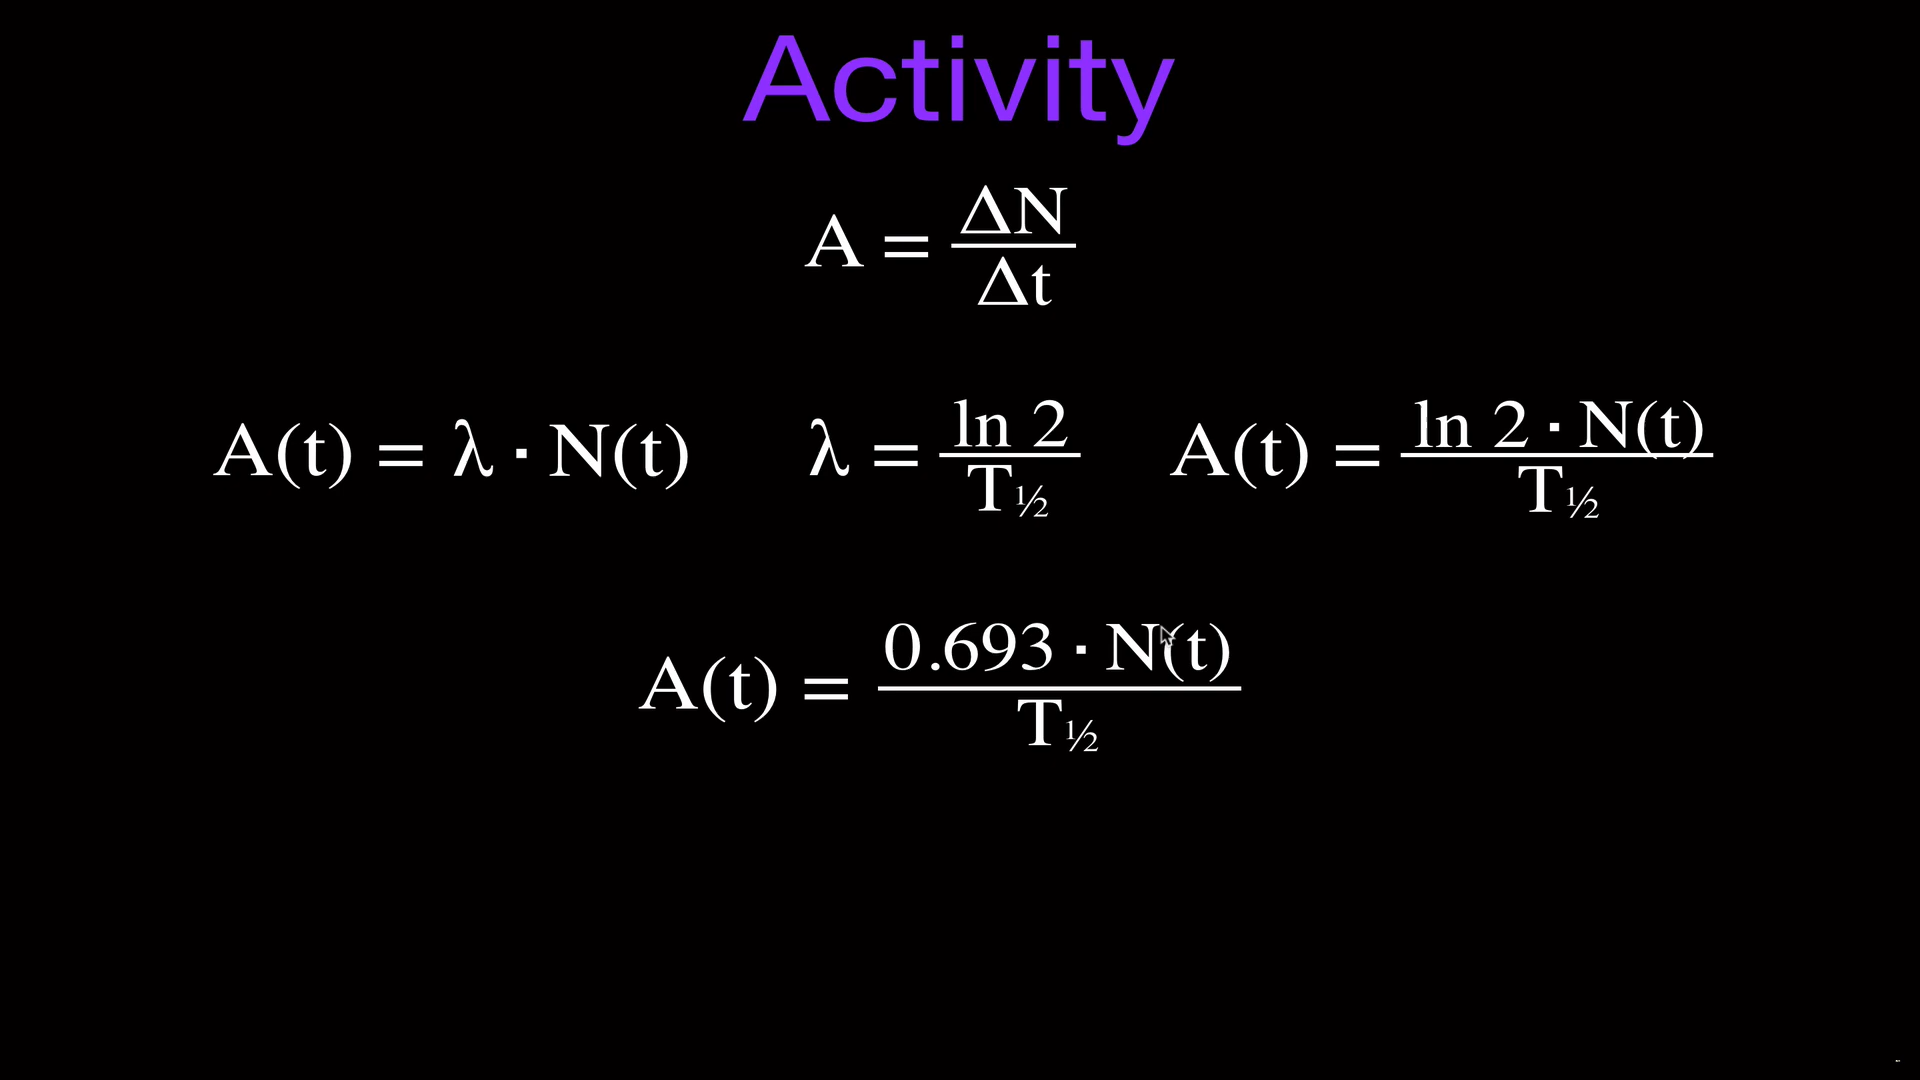 Activity
A = ΔN / Δt
A(t) = λ · N(t)    λ = ln 2 / T½    A(t) = ln 2 · N(t) / T½
A(t) = 0.693 · N(t) / T½